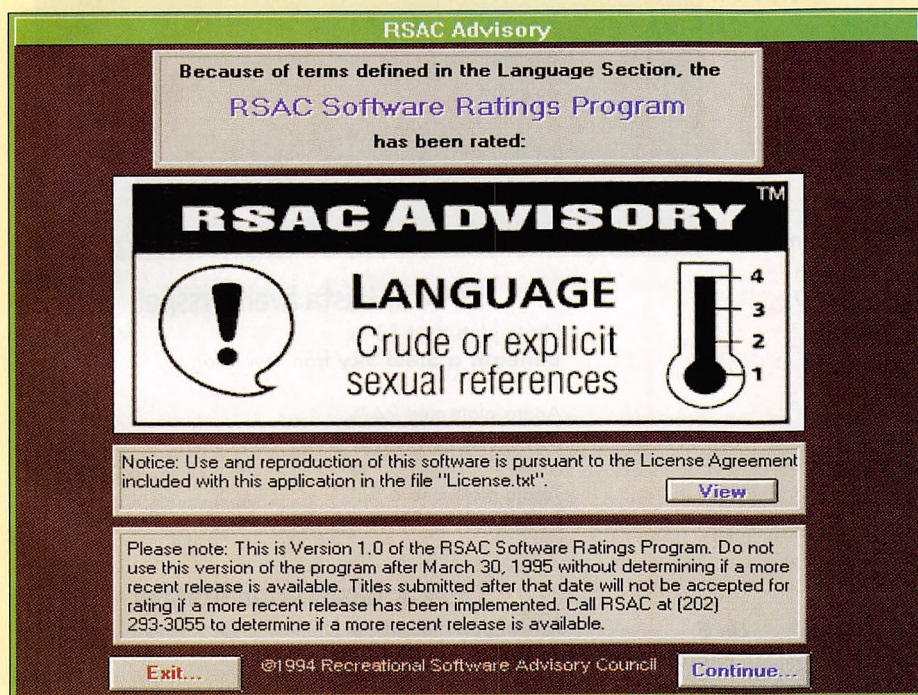 RSAC Advisory
Because of terms defined in the Language Section, the
RSAC Software Ratings Program
has been rated:
RSAC ADVISORY TM
LANGUAGE
Crude or explicit
sexual references
4
3
2
1
Notice: Use and reproduction of this software is pursuant to the License Agreement
included with this application in the file "License.txt".
View
Please note: This is Version 1.0 of the RSAC Software Ratings Program. Do not
use this version of the program after March 30, 1995 without determining if a more
recent release is available. Titles submitted after that date will not be accepted for
rating if a more recent release has been implemented. Call RSAC at (202)
293-3055 to determine if a more recent release is available.
Exit...
©1994 Recreational Software Advisory Council
Continue...